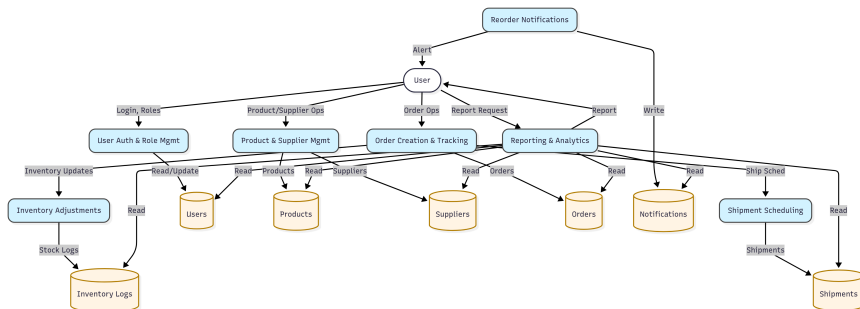 Reorder Notifications
Alert
User
Login, Roles
Product/Supplier Ops
Order Ops
Report Request
Report
Write
User Auth & Role Mgmt
Product & Supplier Mgmt
Order Creation & Tracking
Reporting & Analytics
Inventory Updates
Read/Update
Read
Products
Read
Suppliers
Read
Orders
Read
Read
Ship Sched
Inventory Adjustments
Read
Users
Products
Suppliers
Orders
Notifications
Shipment Scheduling
Read
Stock Logs
Shipments
Inventory Logs
Shipments